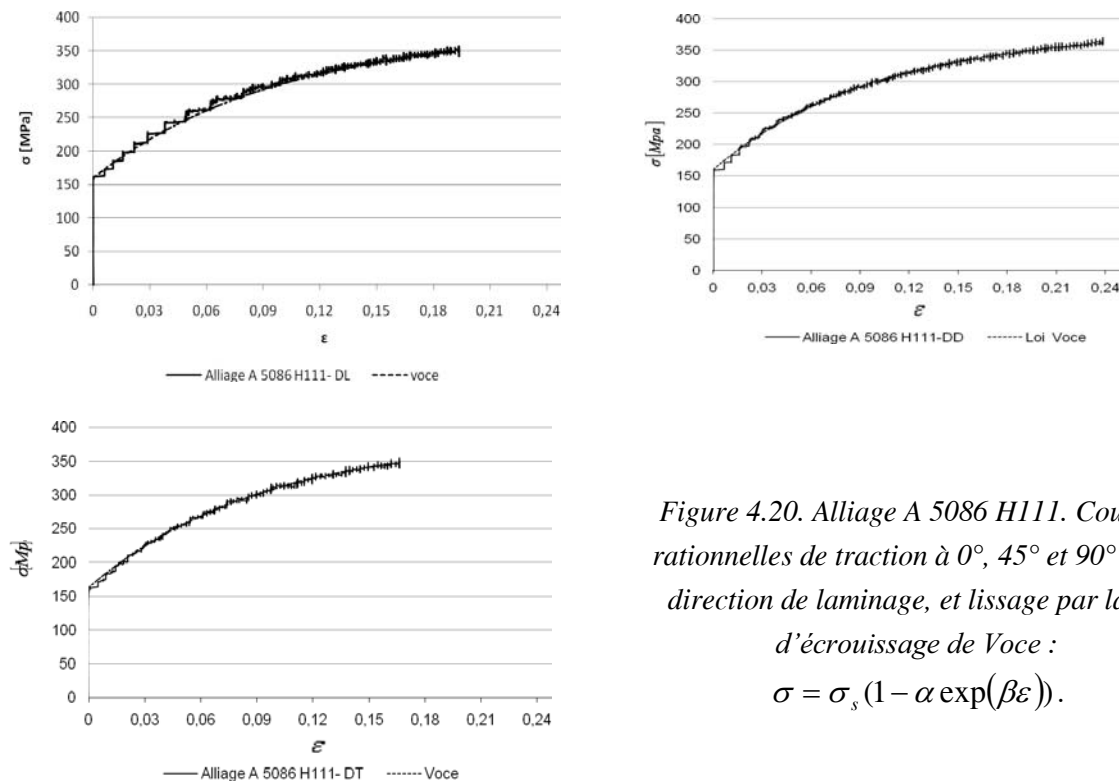 400
350
300
250
200
150
100
50
0
σ [MPa]
0 0,03 0,06 0,09 0,12 0,15 0,18 0,21 0,24
ε
Alliage A 5086 H111- DL voce
400
350
300
250
200
150
100
50
0
σ [Mpa]
0 0,03 0,06 0,09 0,12 0,15 0,18 0,21 0,24
ε
Alliage A 5086 H111-DD Loi Voce
400
350
300
250
200
150
100
50
0
σ[Mp]
0 0,03 0,06 0,09 0,12 0,15 0,18 0,21 0,24
ε
Alliage A 5086 H111- DT Voce
Figure 4.20. Alliage A 5086 H111.
rationnelles de traction à 0°, 45° et 90°
direction de laminage, et lissage par
d’écrouissage de Voce :
σ = σ_s (1 − α exp(βε)).